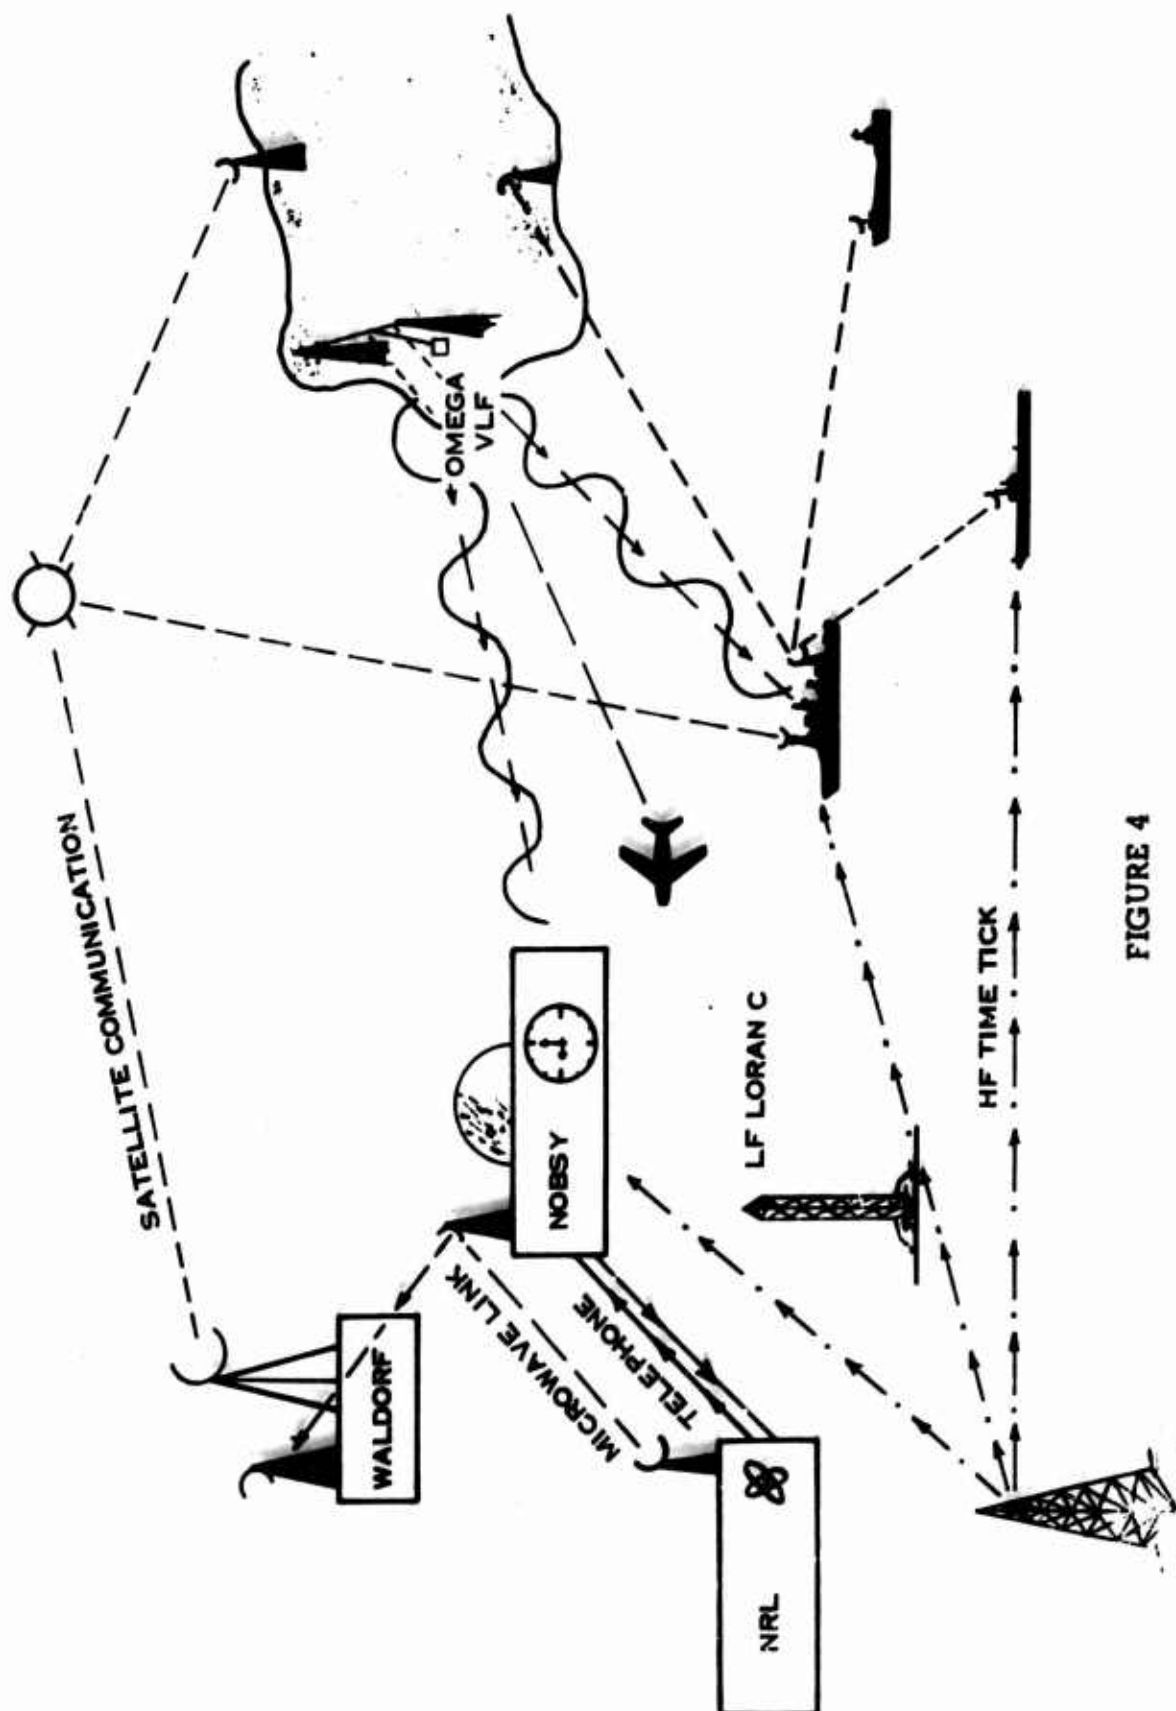 SATELLITE COMMUNICATION
WALDORF
MICROWAVE LINK
TELEPHONE
NOBSY
NRL
OMEGA
VLF
LF LORAN C
HF TIME TICK
FIGURE 4